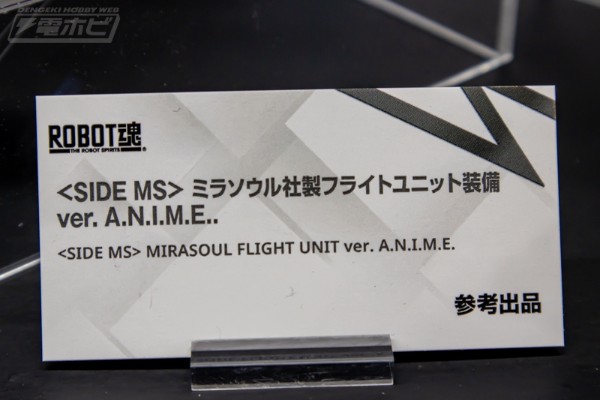 DENGEKI HOBBY WEB
電ホビ
ROBOT魂
THE ROBOT SPIRITS
<SIDE MS> ミラソウル社製フライトユニット装備
ver. A.N.I.M.E..
<SIDE MS> MIRASOUL FLIGHT UNIT ver. A.N.I.M.E.
参考出品